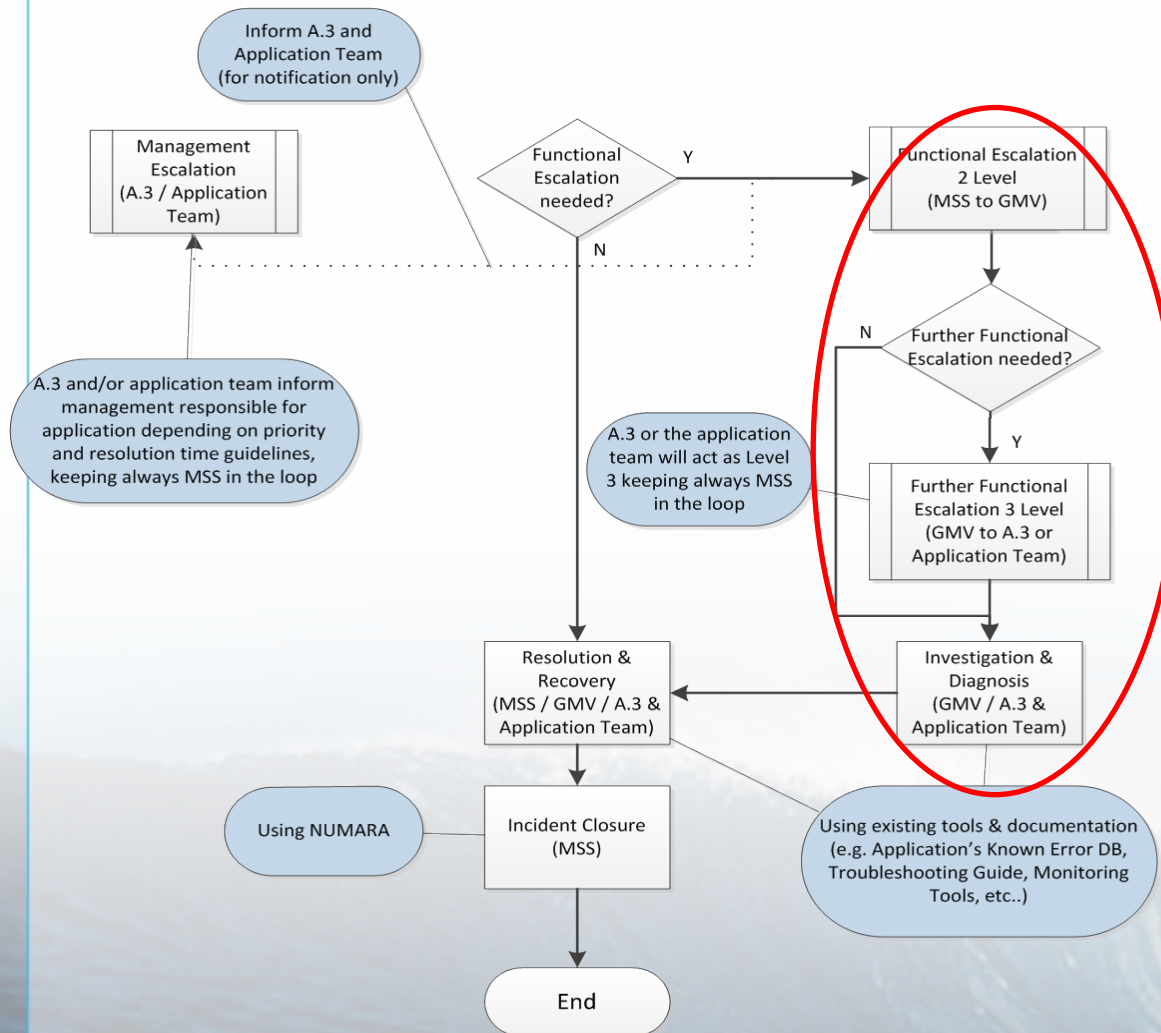 Inform A.3 and
Application Team
(for notification only)
Management
Escalation
(A.3 / Application
Team)
Functional
Escalation
needed?
Y
N
Functional Escalation
2 Level
(MSS to GMV)
Further Functional
Escalation needed?
N
Y
A.3 and/or application team inform
management responsible for
application depending on priority
and resolution time guidelines,
keeping always MSS in the loop
A.3 or the application
team will act as Level
3 keeping always MSS
in the loop
Further Functional
Escalation 3 Level
(GMV to A.3 or
Application Team)
Resolution &
Recovery
(MSS / GMV / A.3 &
Application Team)
Investigation &
Diagnosis
(GMV / A.3 &
Application Team)
Using NUMARA
Incident Closure
(MSS)
Using existing tools & documentation
(e.g. Application’s Known Error DB,
Troubleshooting Guide, Monitoring
Tools, etc..)
End